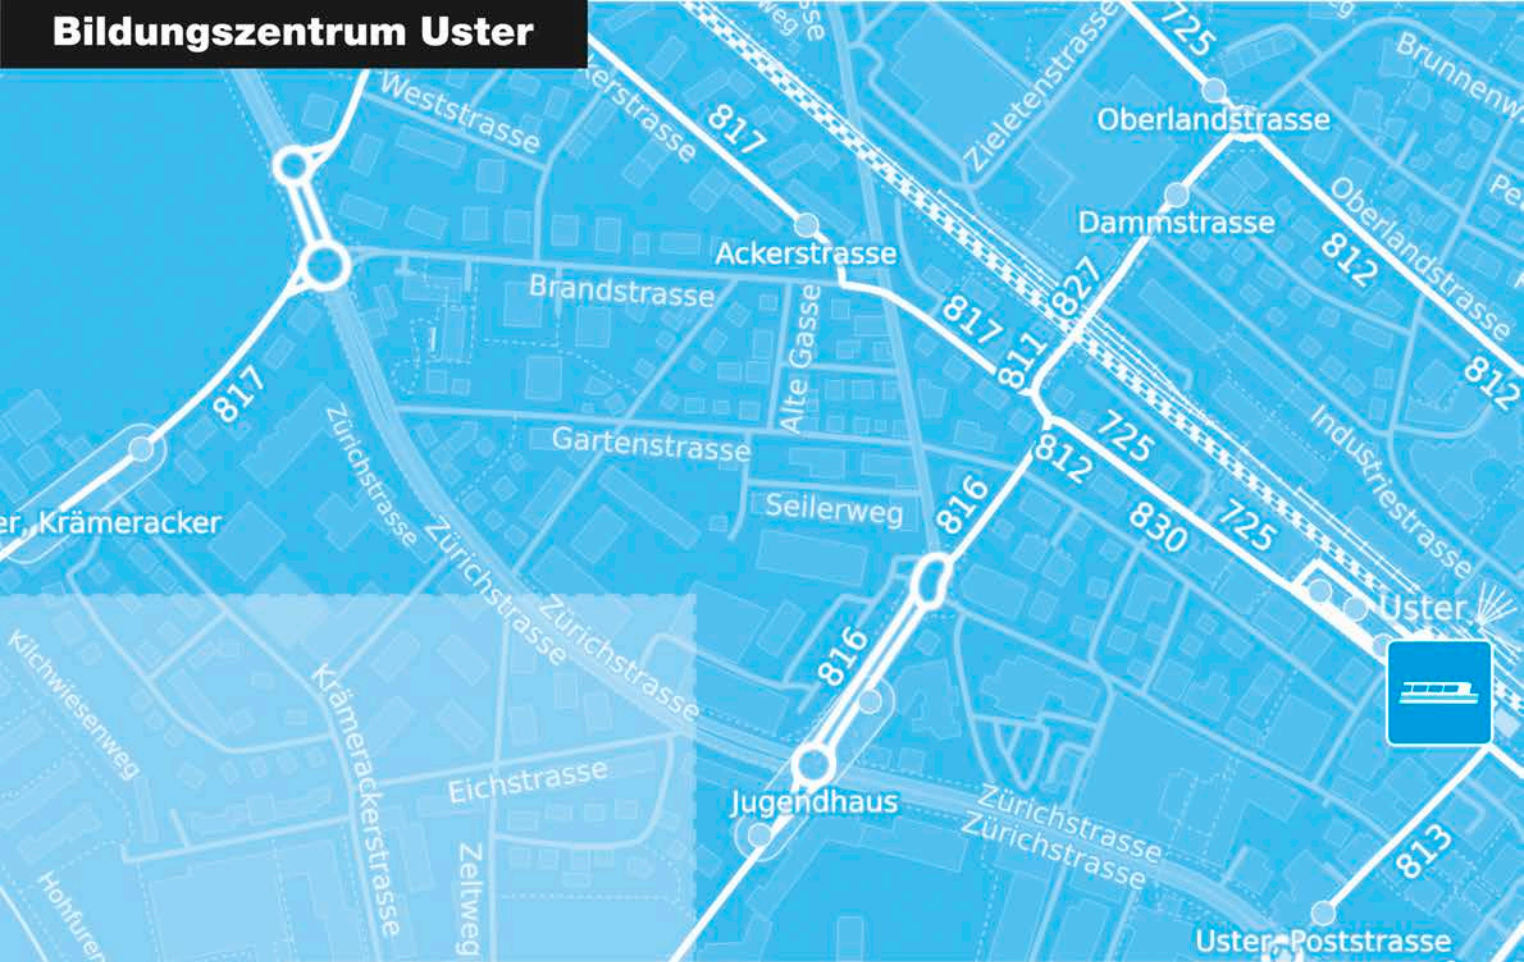 Bildungszentrum Uster
725
Brunnenw
Weststrasse
817
Zieletenstrasse
Oberlandstrasse
Dammstrasse
Oberlandstrasse
812
Ackerstrasse
Brandstrasse
827
817
811
Alte Gasse
812
817
Zürichstrasse
Gartenstrasse
725
812
Industriestrasse
Seilerweg
816
830
725
er, Krämeracker
Zürichstrasse
Zürichstrasse
Uster
816
Kilchwiesenweg
Krämerackerstrasse
Eichstrasse
Jugendhaus
Zürichstrasse
Zürichstrasse
813
Zeltweg
Hohfuren
Uster, Poststrasse